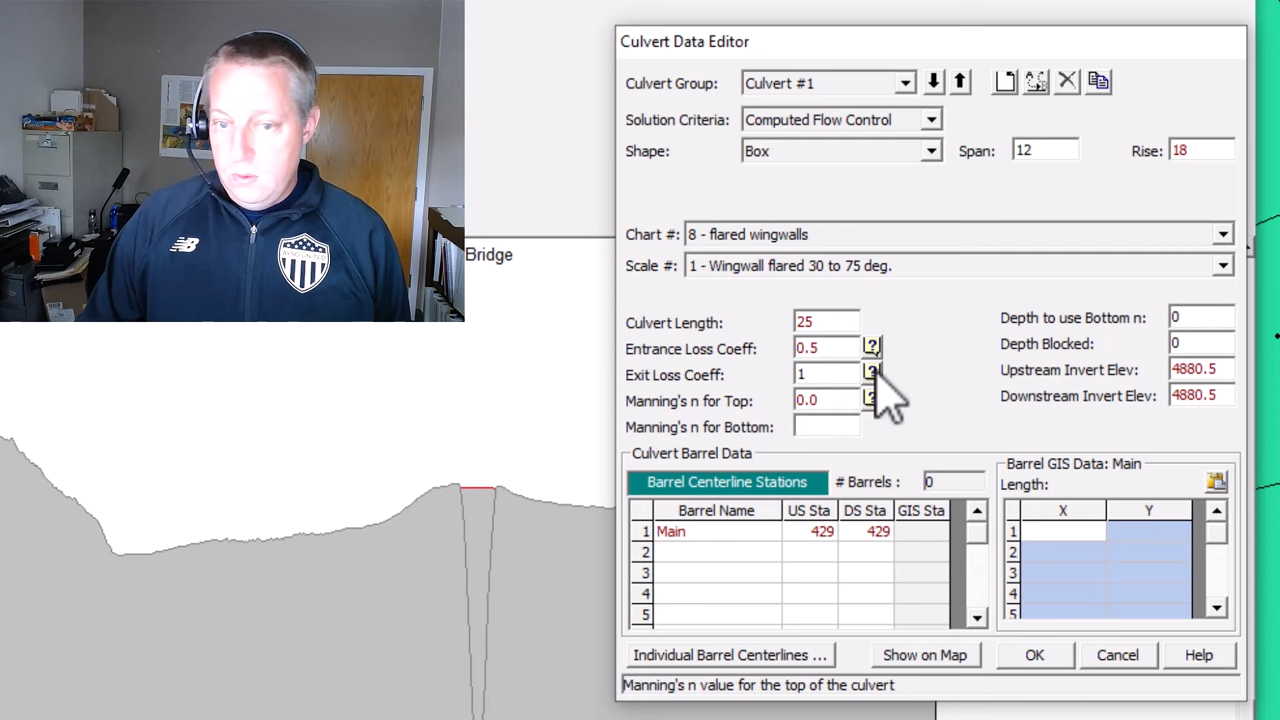 Culvert Data Editor
Culvert Group: Culvert #1
Solution Criteria: Computed Flow Control
Shape: Box Span: 12 Rise: 18
Chart #: 8 - flared wingwalls
Scale #: 1 - Wingwall flared 30 to 75 deg.
Bridge
Culvert Length: 25 Depth to use Bottom n: 0
Entrance Loss Coeff: 0.5 ? Depth Blocked: 0
Exit Loss Coeff: 1 ? Upstream Invert Elev: 4880.5
Manning's n for Top: 0.0 ? Downstream Invert Elev: 4880.5
Manning's n for Bottom:
Culvert Barrel Data
Barrel GIS Data: Main
Barrel Centerline Stations # Barrels : 0 Length:
Barrel Name US Sta DS Sta GIS Sta X Y
1 Main 429 429 1
2 2
3 3
4 4
5 5
Individual Barrel Centerlines ... Show on Map OK Cancel Help
Manning's n value for the top of the culvert
NB
AYSO UNITED